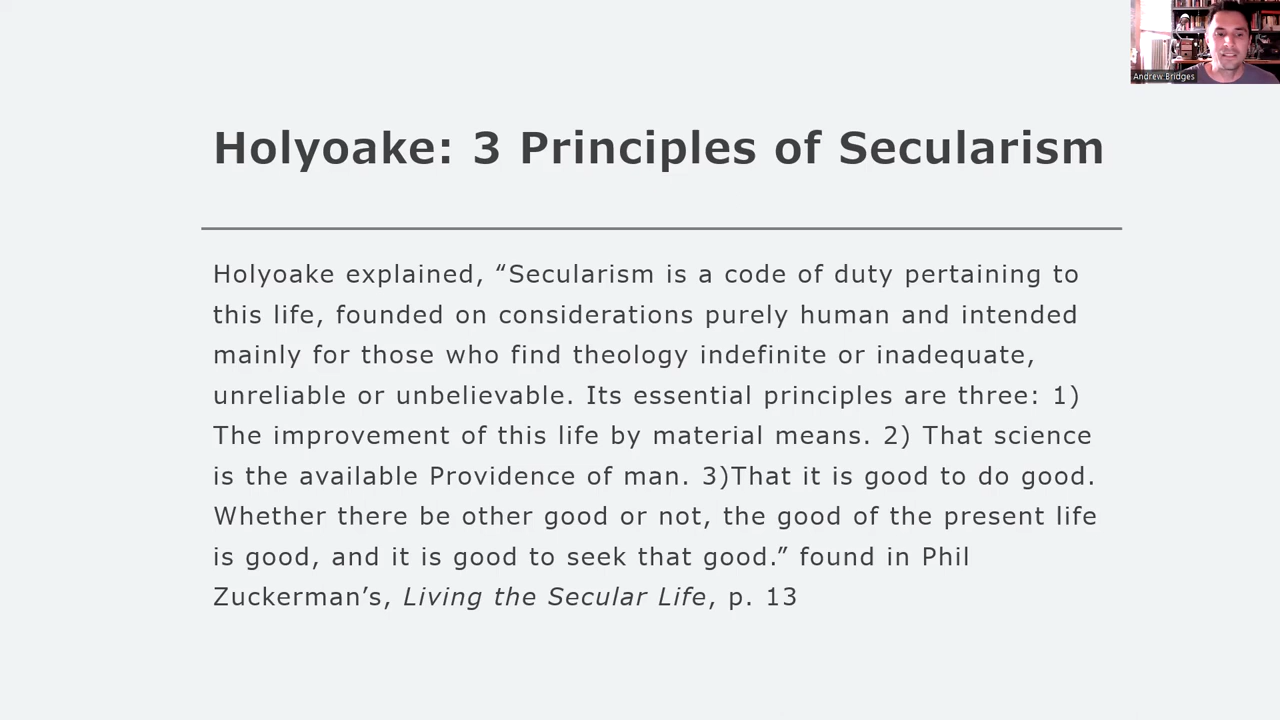 Andrew Bridges
Holyoake: 3 Principles of Secularism
Holyoake explained, “Secularism is a code of duty pertaining to
this life, founded on considerations purely human and intended
mainly for those who find theology indefinite or inadequate,
unreliable or unbelievable. Its essential principles are three: 1)
The improvement of this life by material means. 2) That science
is the available Providence of man. 3)That it is good to do good.
Whether there be other good or not, the good of the present life
is good, and it is good to seek that good.” found in Phil
Zuckerman’s, Living the Secular Life, p. 13